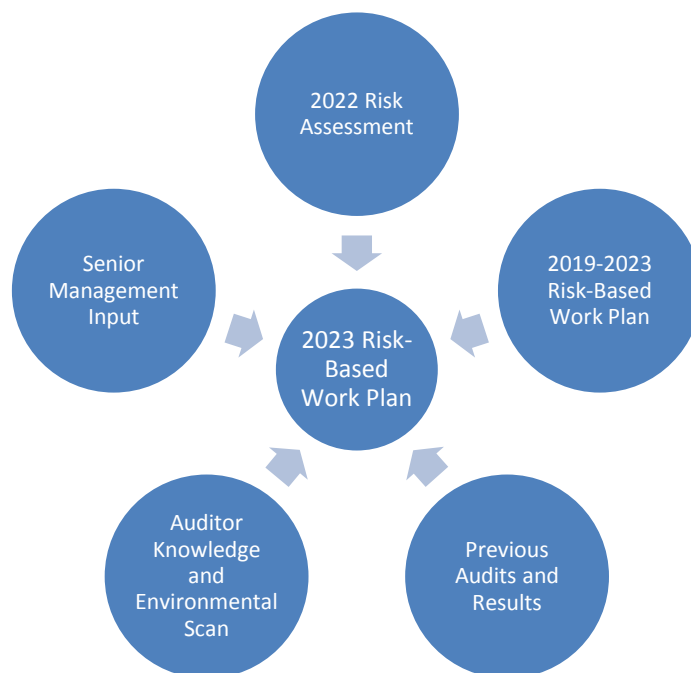 2022 Risk
Assessment
Senior
Management
Input
2019-2023
Risk-Based
Work Plan
2023 Risk-
Based
Work Plan
Auditor
Knowledge
and
Environmental
Scan
Previous
Audits and
Results